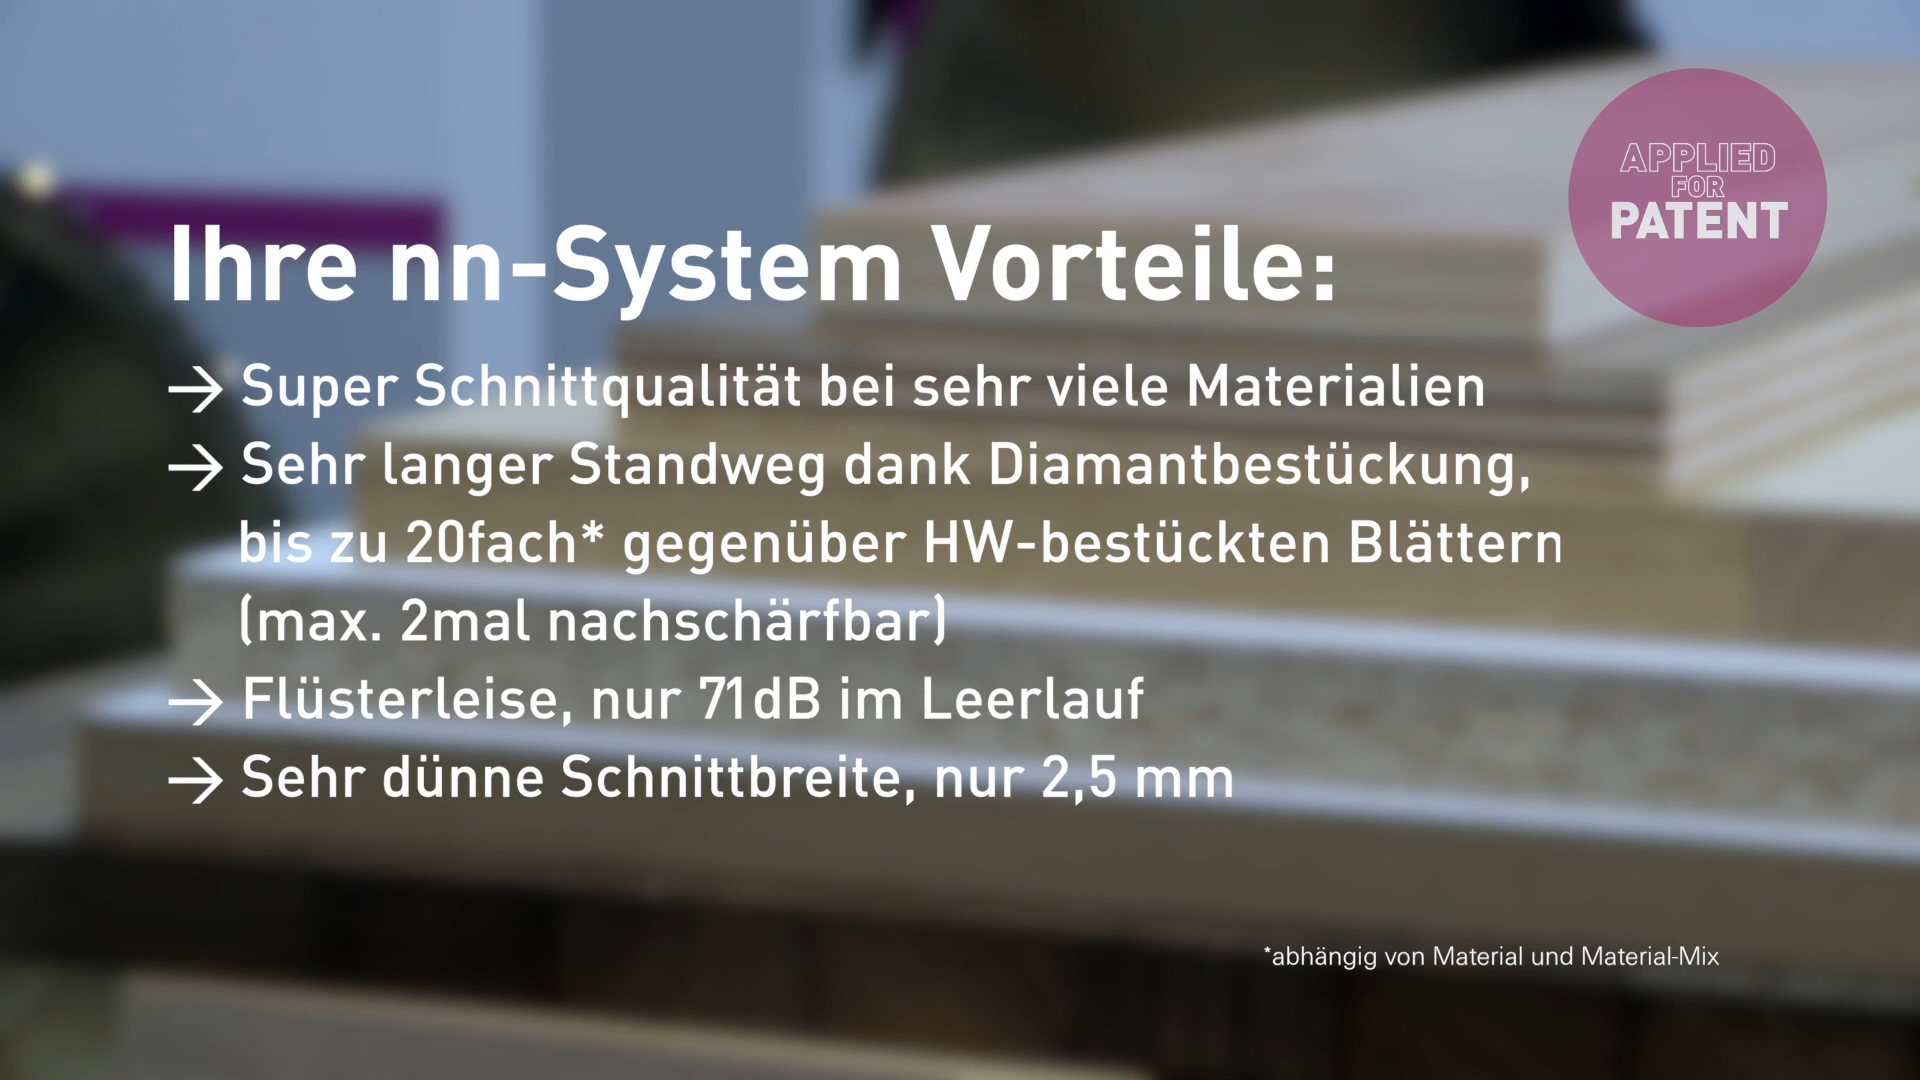 APPLIED
FOR
PATENT
Ihre nn-System Vorteile:
→ Super Schnittqualität bei sehr viele Materialien
→ Sehr langer Standweg dank Diamantbestückung,
bis zu 20fach* gegenüber HW-bestückten Blättern
(max. 2mal nachschärfbar)
→ Flüsterleise, nur 71dB im Leerlauf
→ Sehr dünne Schnittbreite, nur 2,5 mm
*abhängig von Material und Material-Mix